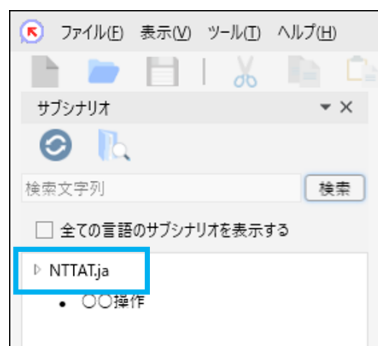 ファイル(F) 表示(V) ツール(T) ヘルプ(H)
サブシナリオ
検索文字列 検索
全ての言語のサブシナリオを表示する
NTTAT.ja
○○操作